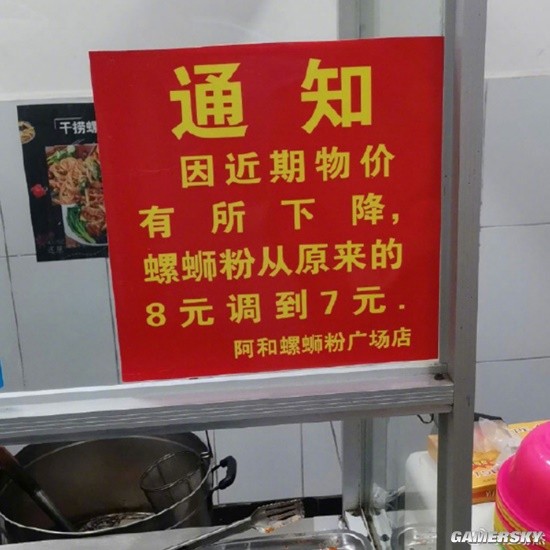 通知
因近期物价
有所下降,
螺蛳粉从原来的
8元调到7元.
阿和螺蛳粉广场店
干捞螺
GAMERSKY